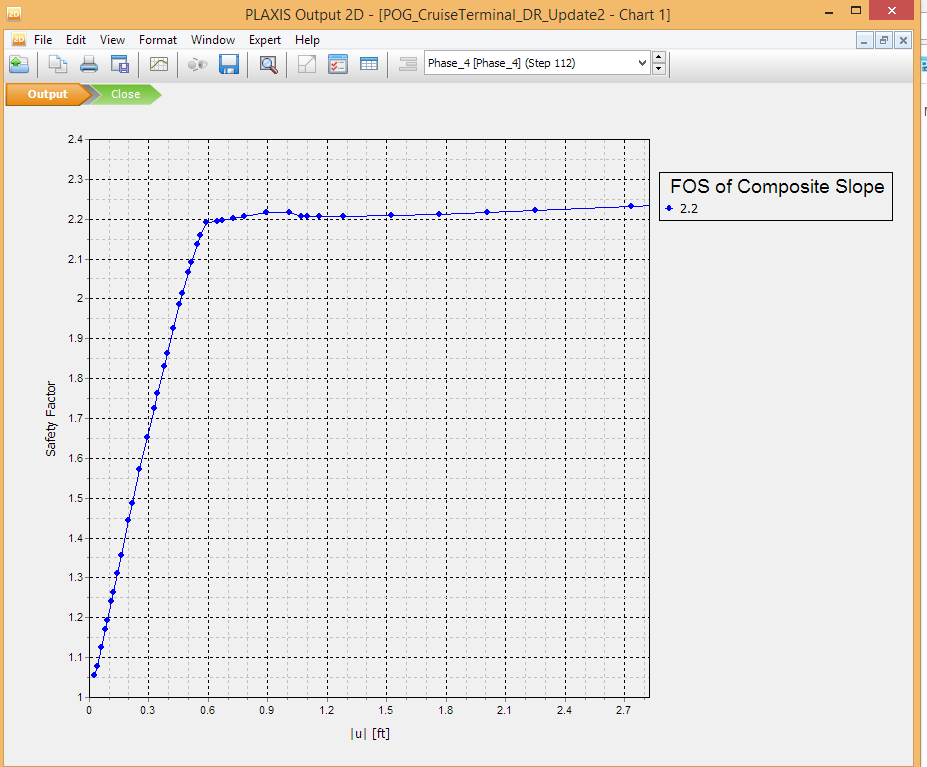 2D PLAXIS Output 2D - [POG_CruiseTerminal_DR_Update2 - Chart 1]
2D File Edit View Format Window Expert Help
Phase_4 [Phase_4] (Step 112)
Output Close
2.4
2.3
2.2
2.1
2
1.9
1.8
1.7
1.6
1.5
1.4
1.3
1.2
1.1
1
Safety Factor
0 0.3 0.6 0.9 1.2 1.5 1.8 2.1 2.4 2.7
|u| [ft]
FOS of Composite Slope
2.2